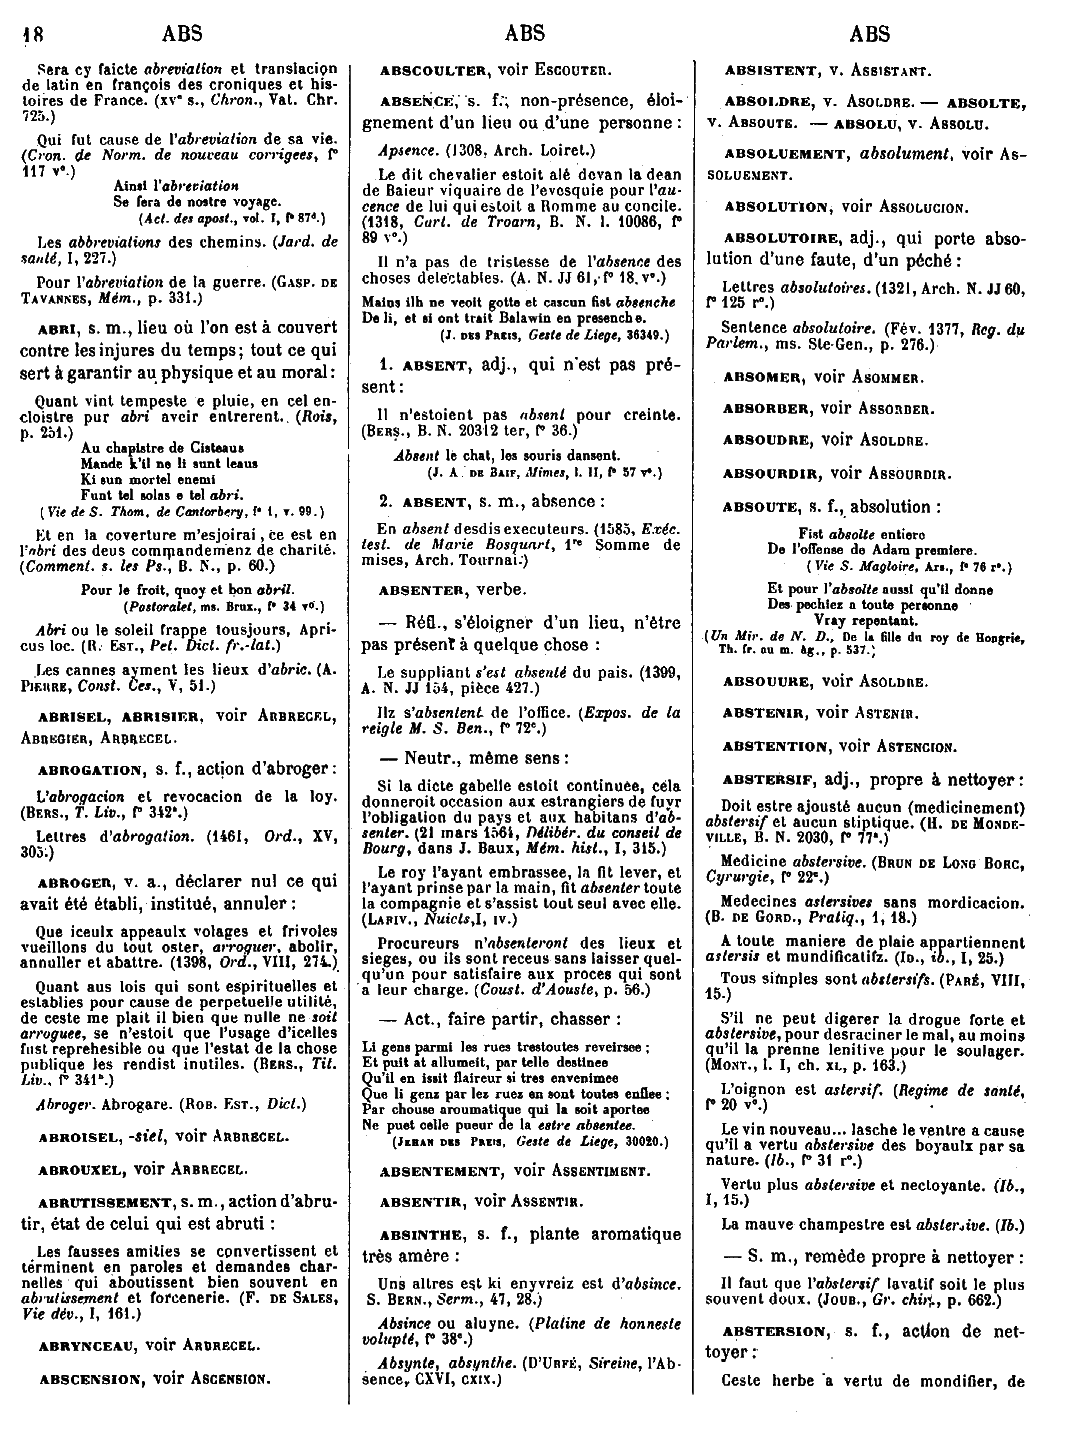 18 ABS ABS ABS
Sera cy faicte abreviation et translacion
de latin en françois des croniques et his-
toires de France. (XVe s., Chron., Vat. Chr.
725.)
Qui fut cause de l'abreviation de sa vie.
(Cron. de Norm. de nouveau corrigees, f°
117 v°.)
Ainsi l'abreviation
Se fera de nostre voyage.
(Act. des apost., vol. I, f° 87d.)
Les abbreviations des chemins. (Jard. de
santé, I, 227.)
Pour l'abreviation de la guerre. (GASP. DE
TAVANNES, Mém., p. 331.)
ABRI, s. m., lieu où l'on est à couvert
contre les injures du temps; tout ce qui
sert à garantir au physique et au moral :
Quant vint tempeste e pluie, en cel en-
cloistre pur abri aveir entrerent. (Rois,
p. 251.)
Au chapistre de Cisteaus
Mande k'il ne li sunt leaus
Ki sun mortel enemi
Funt tel solas e tel abri.
(Vie de S. Thom. de Cantorbery, f° 1, v. 99.)
Et en la coverture m'esjoirai, ce est en
l'abri des deus commandemenz de charité.
(Comment. s. les Ps., B. N., p. 60.)
Pour le froit, quoy et bon abril.
(Pastoralet, ms. Brux., f° 34 v°.)
Abri ou le soleil frappe tousjours, Apri-
cus loc. (R. EST., Pet. Dict. fr.-lat.)
Les cannes ayment les lieux d'abric. (A.
PIERRE, Const. Ces., V, 51.)
ABRISEL, ABRISIER, voir ARBRECEL,
ABREGIER, ARBRECEL.
ABROGATION, s. f., action d'abroger :
L'abrogacion et revocacion de la loy.
(BERS., T. Liv., f° 342a.)
Lettres d'abrogation. (1461, Ord., XV,
305.)
ABROGER, v. a., déclarer nul ce qui
avait été établi, institué, annuler :
Que iceulx appeaulx volages et frivoles
vueillons du tout oster, arroguer, abolir,
annuller et abattre. (1398, Ord., VIII, 274.)
Quant aus lois qui sont espirituelles et
establies pour cause de perpetuelle utilité,
de ceste me plait il bien que nulle ne soit
arroguee, se n'estoit que l'usage d'icelles
fust reprehesible ou que l'estat de la chose
publique les rendist inutiles. (BERS., Tit.
Liv., f° 341a.)
Abroger. Abrogare. (ROB. EST., Dict.)
ABROISEL, -siel, voir ARBRECEL.
ABROUXEL, voir ARBRECEL.
ABRUTISSEMENT, s. m., action d'abru-
tir, état de celui qui est abruti :
Les fausses amities se convertissent et
terminent en paroles et demandes char-
nelles qui aboutissent bien souvent en
abrutissement et forcenerie. (F. DE SALES,
Vie dév., I, 161.)
ABRYNCEAU, voir ARBRECEL.
ABSCENSION, voir ASCENSION.
ABSCOULTER, voir ESCOUTER.
ABSENCE, s. f., non-présence, éloi-
gnement d'un lieu ou d'une personne :
Apsence. (1308, Arch. Loiret.)
Le dit chevalier estoit alé devan la dean
de Baieur viquaire de l'evesquie pour l'au-
cence de lui qui estoit a Romme au concile.
(1318, Cart. de Troarn, B. N. l. 10086, f°
89 v°.)
Il n'a pas de tristesse de l'absence des
choses delectables. (A. N. JJ 61, f° 18 v°.)
Mains ilh ne veoit gotte et cascun fist absenche
De li, et si ont trait Balawin en presenche.
(J. DES PREIS, Geste de Liege, 36349.)
1. ABSENT, adj., qui n'est pas pré-
sent :
Il n'estoient pas absent pour creinte.
(BERS., B. N. 20312 ter, f° 36.)
Absent le chat, les souris dansent.
(J. A. DE BAIF, Mimes, l. II, f° 57 v°.)
2. ABSENT, s. m., absence :
En absent desdis executeurs. (1585, Exéc.
test. de Marie Bosquart, 1re Somme de
mises, Arch. Tournai.)
ABSENTER, verbe.
— Réfl., s'éloigner d'un lieu, n'être
pas présent à quelque chose :
Le suppliant s'est absenté du pais. (1399,
A. N. JJ 154, pièce 427.)
Ilz s'absentent de l'office. (Expos. de la
reigle M. S. Ben., f° 72c.)
— Neutr., même sens :
Si la dicte gabelle estoit continuée, cela
donneroit occasion aux estrangiers de fuyr
l'obligation du pays et aux habitans d'ab-
senter. (21 mars 1561, Délibér. du conseil de
Bourg, dans J. Baux, Mém. hist., I, 315.)
Le roy l'ayant embrassee, la fit lever, et
l'ayant prinse par la main, fit absenter toute
la compagnie et s'assist tout seul avec elle.
(LARIV., Nuicts, I, IV.)
Procureurs n'absenteront des lieux et
sieges, ou ils sont receus sans laisser quel-
qu'un pour satisfaire aux proces qui sont
a leur charge. (Coust. d'Aouste, p. 56.)
— Act., faire partir, chasser :
Li gens parmi les rues trestoutes reveirsee ;
Et puit at allumeit, par telle destinee
Qu'il en issit flaireur si tres envenimee
Que li genz par lez ruez en sont toutes enflee ;
Par chouse aroumatique qui la soit aportee
Ne puet celle pueur de la estre absentee.
(JEHAN DES PREIS, Geste de Liege, 30020.)
ABSENTEMENT, voir ASSENTIMENT.
ABSENTIR, voir ASSENTIR.
ABSINTHE, s. f., plante aromatique
très amère :
Uns altres est ki enyvreiz est d'absince.
S. BERN., Serm., 47, 28.)
Absince ou aluyne. (Platine de honneste
volupté, f° 38c.)
Absynte, absynthe. (D'URFÉ, Sireine, l'Ab-
sence, CXVI, CXIX.)
ABSISTENT, v. ASSISTANT.
ABSOLDRE, v. ASOLDRE. — ABSOLTE,
v. ABSOUTE. — ABSOLU, v. ASSOLU.
ABSOLUEMENT, absolument, voir AS-
SOLUEMENT.
ABSOLUTION, voir ASSOLUCION.
ABSOLUTOIRE, adj., qui porte abso-
lution d'une faute, d'un péché :
Lettres absolutoires. (1321, Arch. N. JJ 60,
f° 125 r°.)
Sentence absolutoire. (Fév. 1377, Reg. du
Parlem., ms. Ste-Gen., p. 276.)
ABSOMER, voir ASOMMER.
ABSORBER, voir ASSORBER.
ABSOUDRE, voir ASOLDRE.
ABSOURDIR, voir ASSOURDIR.
ABSOUTE, s. f., absolution :
Fist absolte entiere
De l'offense de Adam premiere.
(Vie S. Magloire, ARS., f° 76 r°.)
Et pour l'absolte aussi qu'il donne
Des pechiez a toute personne
Vray repentant.
(Un Mir. de N. D., De la fille du roy de Hongrie,
Th. fr. au m. âg., p. 537.)
ABSOUURE, voir ASOLDRE.
ABSTENIR, voir ASTENIR.
ABSTENTION, voir ASTENCION.
ABSTERSIF, adj., propre à nettoyer :
Doit estre ajousté aucun (medicinement)
abstersif et aucun stiptique. (H. DE MONDE-
VILLE, B. N. 2030, f° 77a.)
Medicine abstersive. (BRUN DE LONG BORC,
Cyrurgie, f° 22c.)
Medecines astersives sans mordicacion.
(B. DE GORD., Pratiq., 1, 18.)
A toute maniere de plaie appartiennent
astersis et mundificatifz. (ID., ib., I, 25.)
Tous simples sont abstersifs. (PARÉ, VIII,
15.)
S'il ne peut digerer la drogue forte et
abstersive, pour desraciner le mal, au moins
qu'il la prenne lenitive pour le soulager.
(MONT., l. I, ch. XL, p. 163.)
L'oignon est astersif. (Regime de santé,
f° 20 v°.)
Le vin nouveau... lasche le ventre a cause
qu'il a vertu abstersive des boyaulx par sa
nature. (Ib., f° 31 r°.)
Vertu plus abstersive et nectoyante. (Ib.,
I, 15.)
La mauve champestre est abstersive. (Ib.)
— S. m., remède propre à nettoyer :
Il faut que l'abstersif lavatif soit le plus
souvent doux. (JOUB., Gr. chir., p. 662.)
ABSTERSION, s. f., action de net-
toyer :
Ceste herbe a vertu de mondifier, de